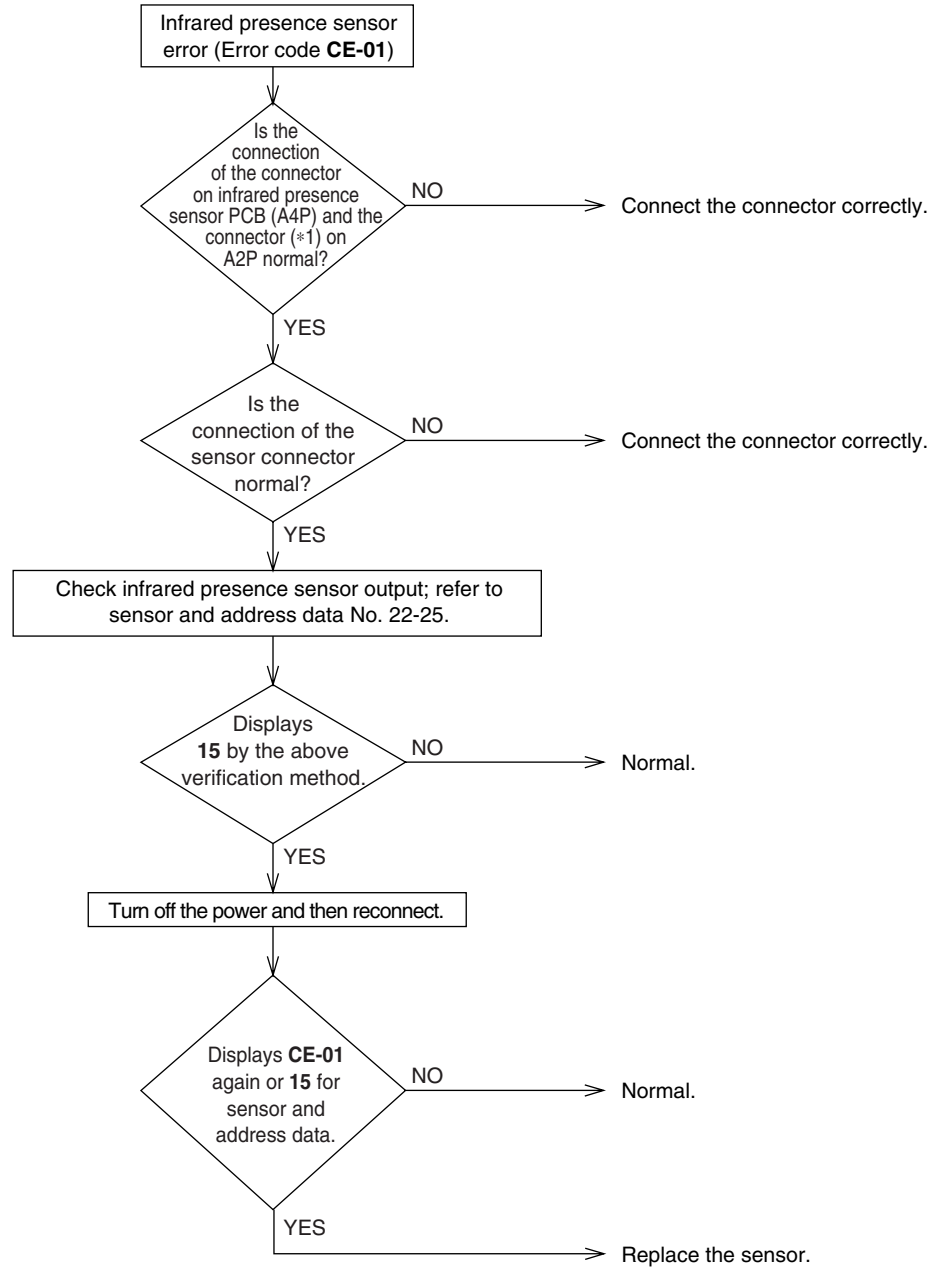 Infrared presence sensor
error (Error code CE-01)
Is the
connection
of the connector
on infrared presence
sensor PCB (A4P) and the
connector (*1) on
A2P normal?
NO
Connect the connector correctly.
YES
Is the
connection of the
sensor connector
normal?
NO
Connect the connector correctly.
YES
Check infrared presence sensor output; refer to
sensor and address data No. 22-25.
Displays
15 by the above
verification method.
NO
Normal.
YES
Turn off the power and then reconnect.
Displays CE-01
again or 15 for
sensor and
address data.
NO
Normal.
YES
Replace the sensor.